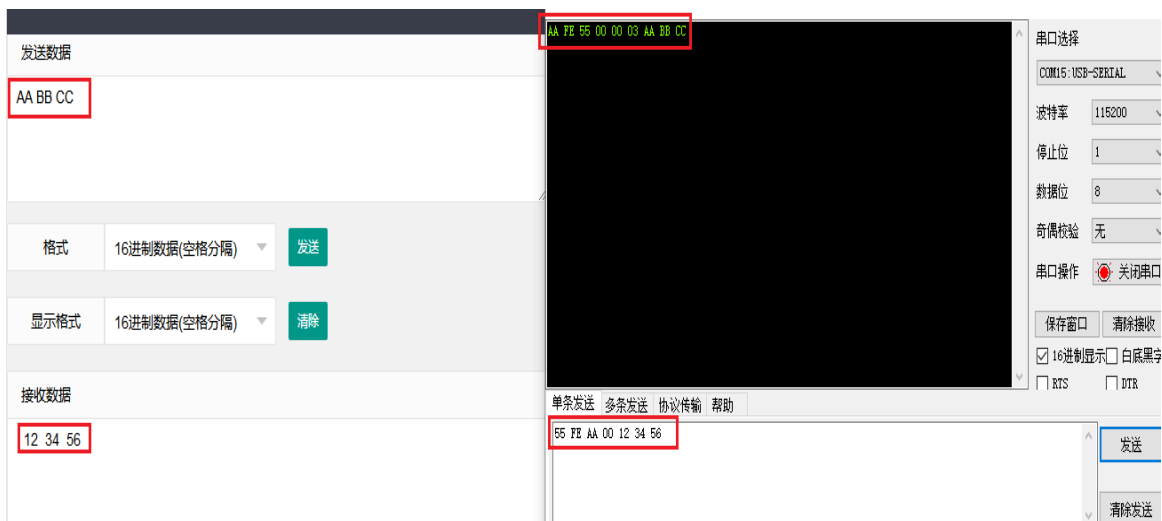 发送数据
AA BB CC
格式
16进制数据(空格分隔)
发送
显示格式
16进制数据(空格分隔)
清除
接收数据
12 34 56
AA FE 55 00 00 03 AA BB CC
串口选择
COM15:USB-SERIAL
波特率
115200
停止位
1
数据位
8
奇偶校验
无
串口操作
关闭串口
保存窗口
清除接收
16进制显示
白底黑字
RTS
DTR
单条发送
多条发送
协议传输
帮助
55 FE AA 00 12 34 56
发送
清除发送